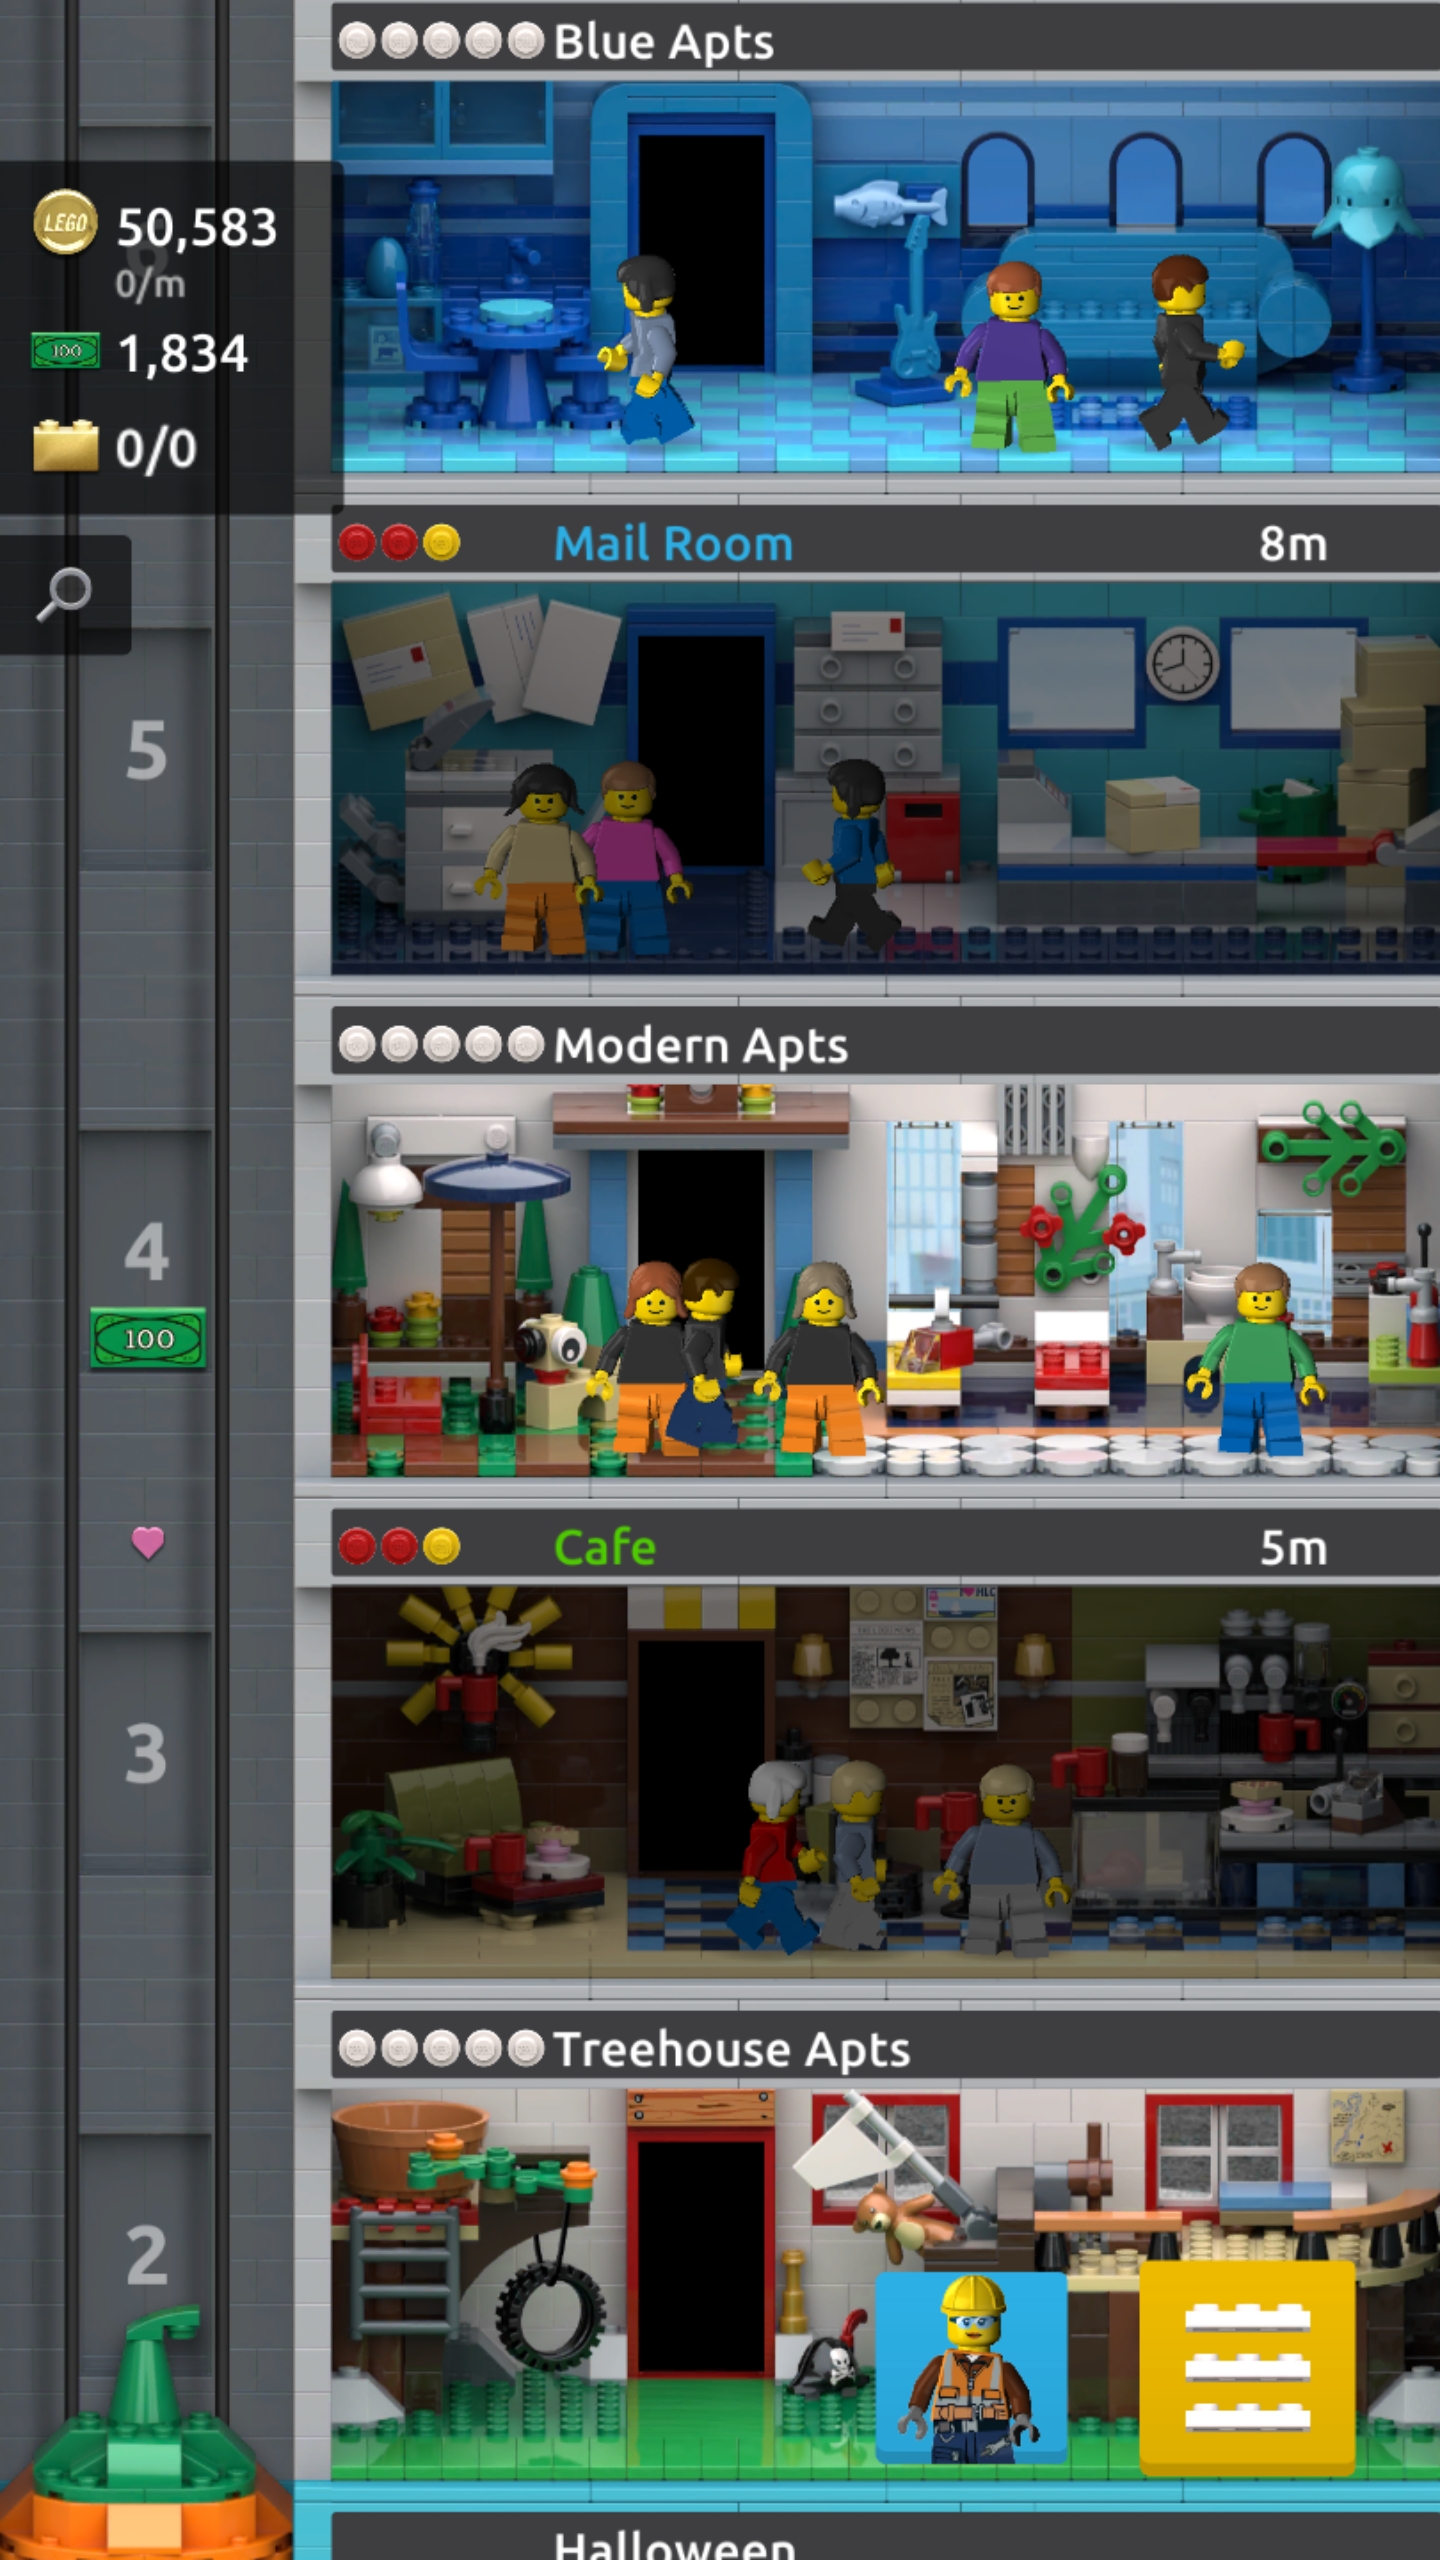 Blue Apts
LEGO
50,583
0/m
100
1,834
0/0
Mail Room
8m
5
Modern Apts
4
100
Cafe
5m
HLC
3
Treehouse Apts
2
Halloween